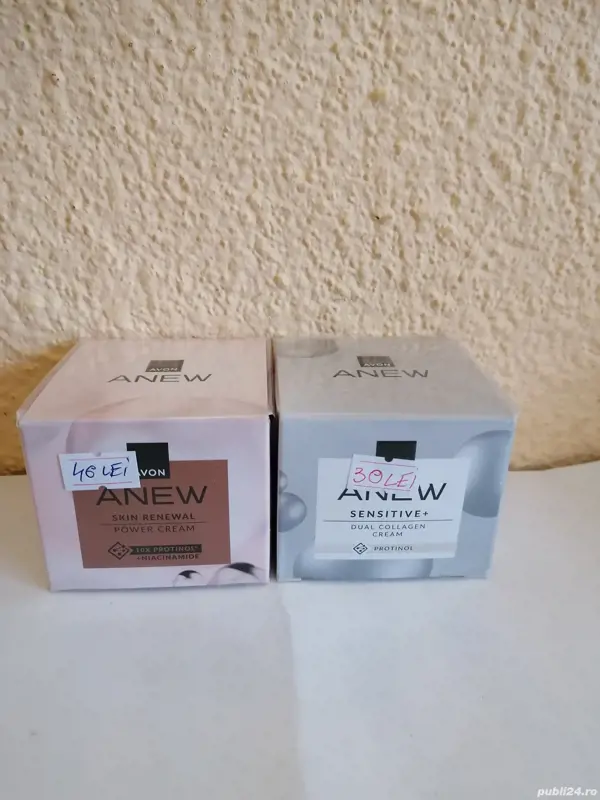 AVON
ANEW
46 LEI
AVON
ANEW
SKIN RENEWAL
POWER CREAM
10X PROTINOL*
+NIACINAMIDE
AVON
ANEW
30 LEI
ANEW
SENSITIVE+
DUAL COLLAGEN
CREAM
PROTINOL
publi24.ro